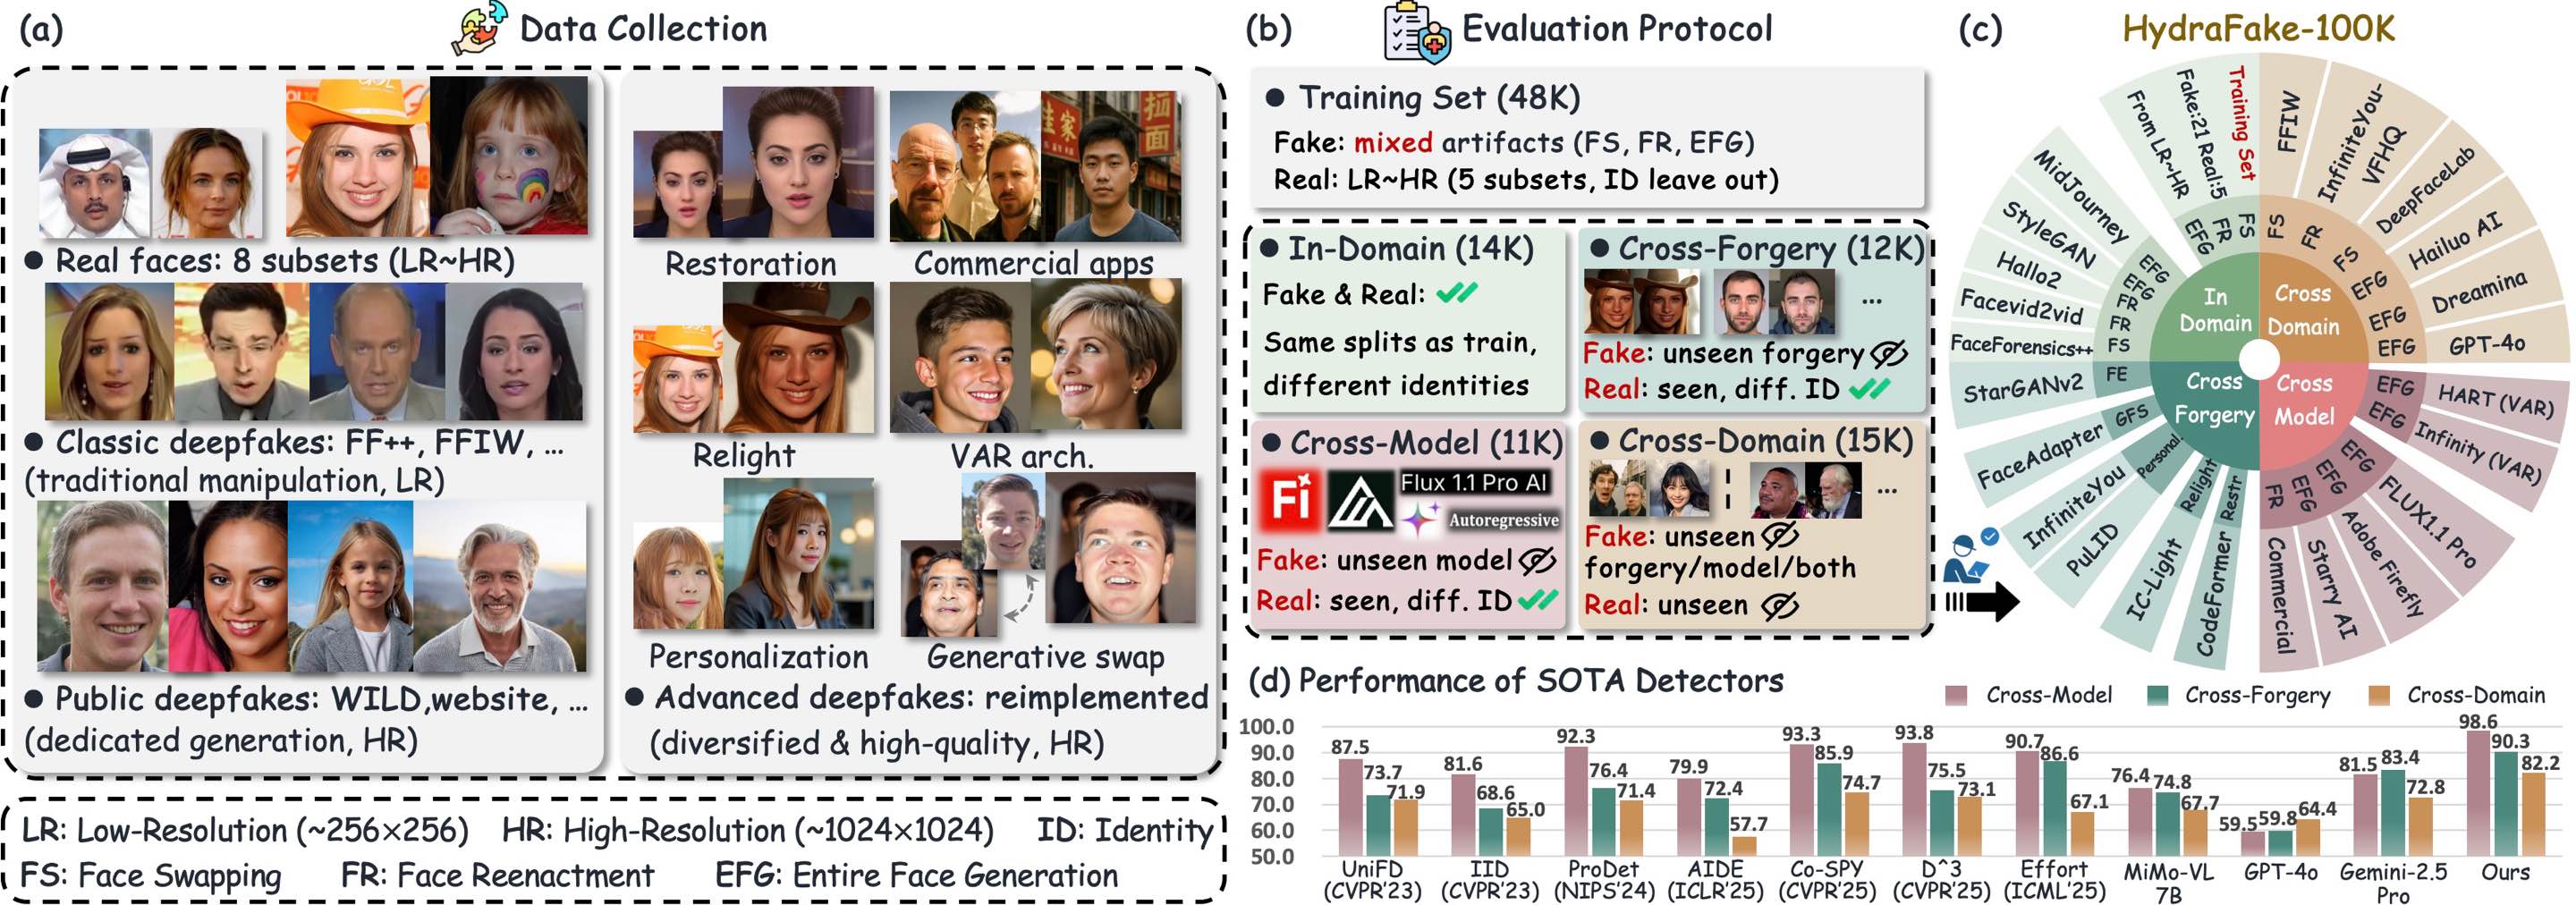 (a) Data Collection
● Real faces: 8 subsets (LR~HR)
● Classic deepfakes: FF++, FFIW, ...
(traditional manipulation, LR)
● Public deepfakes: WILD,website, ...
(dedicated generation, HR)
拉
面
家
Restoration
Commercial apps
Relight
VAR arch.
Personalization
Generative swap
● Advanced deepfakes: reimplemented
(diversified & high-quality, HR)
LR: Low-Resolution (~256×256) HR: High-Resolution (~1024×1024) ID: Identity
FS: Face Swapping FR: Face Reenactment EFG: Entire Face Generation
(b) Evaluation Protocol
● Training Set (48K)
Fake: mixed artifacts (FS, FR, EFG)
Real: LR~HR (5 subsets, ID leave out)
● In-Domain (14K)
Fake & Real:
Same splits as train,
different identities
● Cross-Forgery (12K)
...
Fake: unseen forgery
Real: seen, diff. ID
● Cross-Model (11K)
Fi
Flux 1.1 Pro AI
Autoregressive
Fake: unseen model
Real: seen, diff. ID
● Cross-Domain (15K)
...
Fake: unseen
forgery/model/both
Real: unseen
(c) HydraFake-100K
Training Set
Fake:21 Real:5
From LR~HR
FS
FR
EFG
In
Domain
MidJourney
EFG
StyleGAN
EFG
Hallo2
FR
Facevid2vid
FR
FaceForensics++
FS
Cross
Domain
FFIW
FS
InfiniteYou-
VFHQ
FR
DeepFaceLab
FS
Hailuo AI
EFG
Dreamina
EFG
GPT-4o
EFG
Cross
Forgery
StarGANv2
FE
FaceAdapter
GFS
InfiniteYou
PuLID
Personal.
IC-Light
Relight
CodeFormer
Restr
Cross
Model
HART (VAR)
EFG
Infinity (VAR)
EFG
FLUX1.1 Pro
EFG
Adobe Firefly
EFG
Starry AI
EFG
Commercial
FR
(d) Performance of SOTA Detectors
Cross-Model Cross-Forgery Cross-Domain
100.0
90.0
80.0
70.0
60.0
50.0
87.5 73.7 71.9
81.6 68.6 65.0
92.3 76.4 71.4
79.9 72.4 57.7
93.3 85.9 74.7
93.8 75.5 73.1
90.7 86.6 67.1
76.4 74.8 67.7
59.5 59.8 64.4
81.5 83.4 72.8
98.6 90.3 82.2
UniFD
(CVPR'23)
IID
(CVPR'23)
ProDet
(NIPS'24)
AIDE
(ICLR'25)
Co-SPY
(CVPR'25)
D^3
(CVPR'25)
Effort
(ICML'25)
MiMo-VL
7B
GPT-4o
Gemini-2.5
Pro
Ours